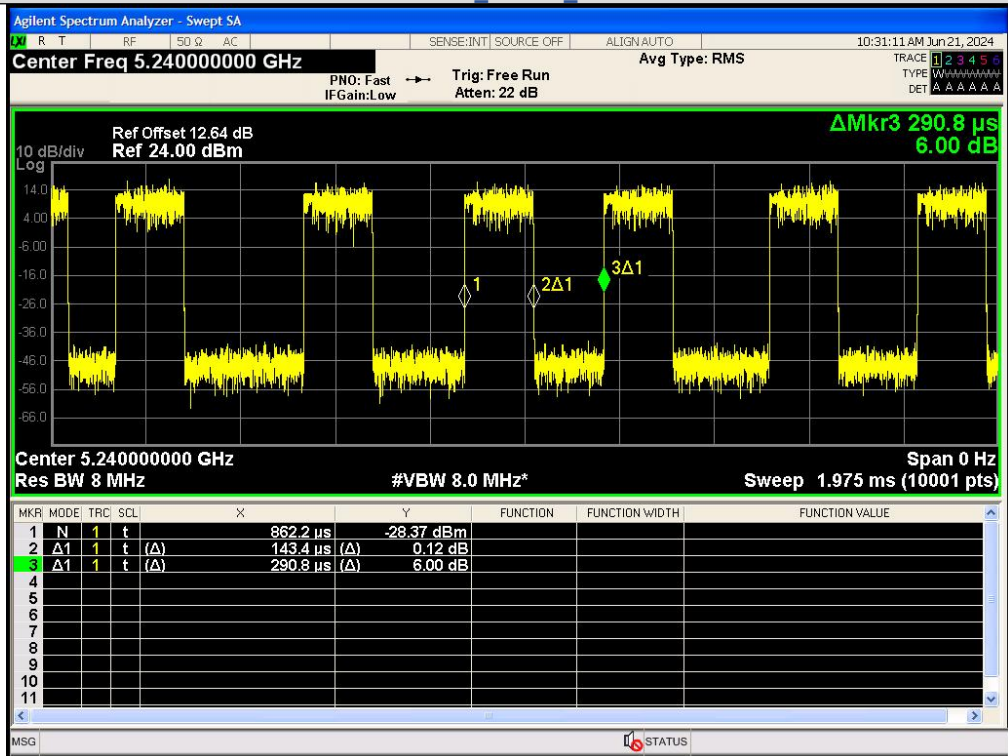 Agilent Spectrum Analyzer - Swept SA
LXI R T RF 50 Ω AC SENSE:INT SOURCE OFF ALIGN AUTO 10:31:11 AM Jun 21, 2024
Center Freq 5.240000000 GHz Avg Type: RMS TRACE 1 2 3 4 5 6
PNO: Fast Trig: Free Run TYPE W
IFGain:Low Atten: 22 dB DET A A A A A A
ΔMkr3 290.8 µs
Ref Offset 12.64 dB
10 dB/div Ref 24.00 dBm 6.00 dB
Log
14.0
4.00
-6.00
-16.0
-26.0
-36.0
-46.0
-56.0
-66.0
1 2Δ1 3Δ1
Center 5.240000000 GHz Span 0 Hz
Res BW 8 MHz #VBW 8.0 MHz* Sweep 1.975 ms (10001 pts)
MKR MODE TRC SCL X Y FUNCTION FUNCTION WIDTH FUNCTION VALUE
1 N 1 t 862.2 µs -28.37 dBm
2 Δ1 1 t (Δ) 143.4 µs (Δ) 0.12 dB
3 Δ1 1 t (Δ) 290.8 µs (Δ) 6.00 dB
4
5
6
7
8
9
10
11
MSG STATUS